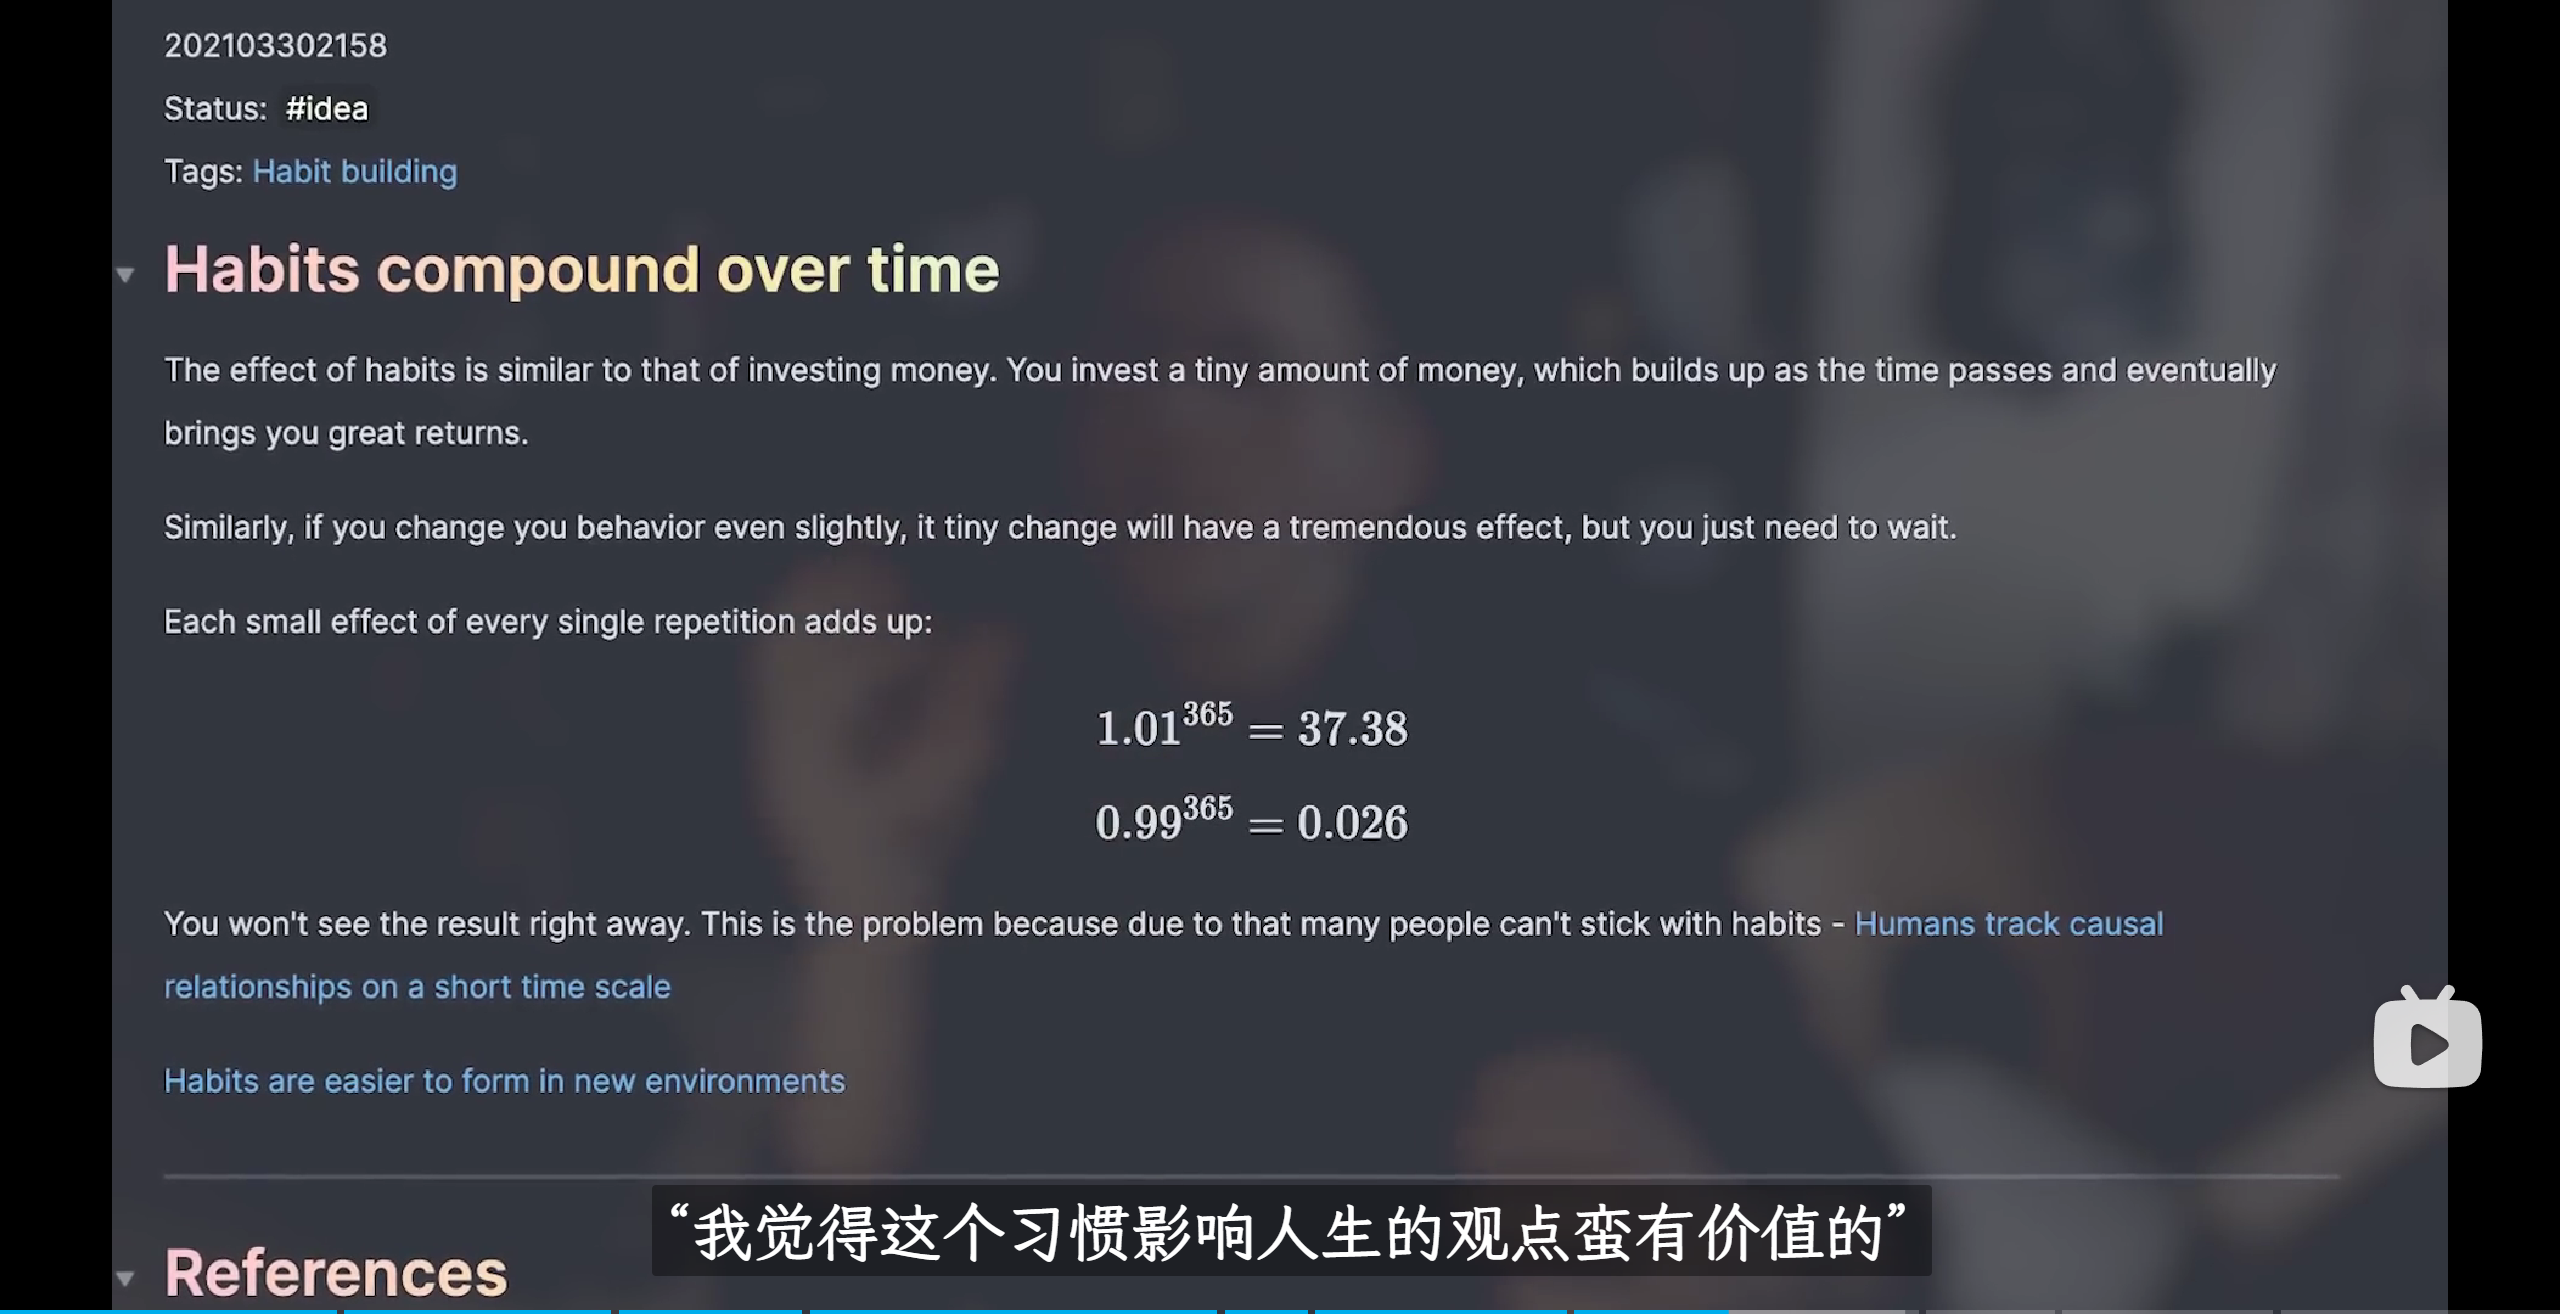 202103302158
Status: #idea
Tags: Habit building
Habits compound over time
The effect of habits is similar to that of investing money. You invest a tiny amount of money, which builds up as the time passes and eventually
brings you great returns.
Similarly, if you change you behavior even slightly, it tiny change will have a tremendous effect, but you just need to wait.
Each small effect of every single repetition adds up:
1.01^365 = 37.38
0.99^365 = 0.026
You won't see the result right away. This is the problem because due to that many people can't stick with habits - Humans track causal
relationships on a short time scale
Habits are easier to form in new environments
“我觉得这个习惯影响人生的观点蛮有价值的”
References